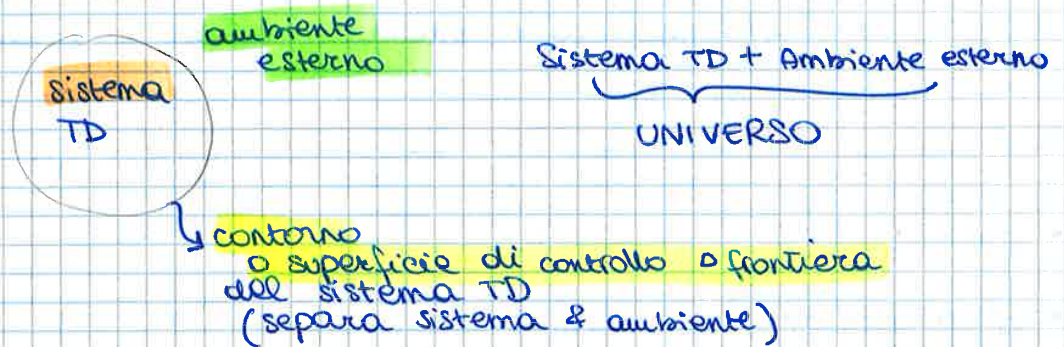 ambiente
esterno
sistema
TD
Sistema TD + Ambiente esterno
UNIVERSO
contorno
o superficie di controllo o frontiera
del sistema TD
(separa sistema & ambiente)